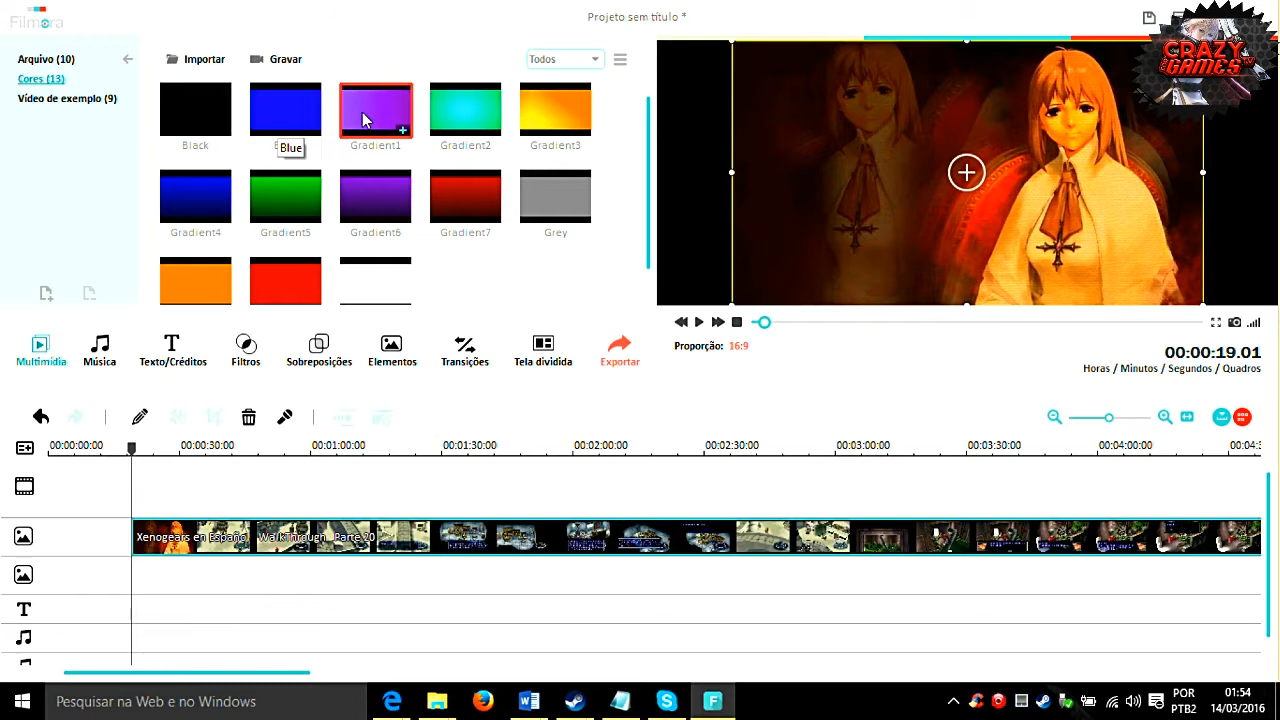 Filmora
Projeto sem título *
CRAZY
GAMES TV
Arquivo (10)
Importar
Gravar
Todos
Cores (13)
Vídeo de exemplo (9)
Black
Blue
Gradient1
Gradient2
Gradient3
Gradient4
Gradient5
Gradient6
Gradient7
Grey
Multimídia
Música
Texto/Créditos
Filtros
Sobreposições
Elementos
Transições
Tela dividida
Exportar
Proporção: 16:9
00:00:19.01
Horas / Minutos / Segundos / Quadros
00:00:00:00
00:00:30:00
00:01:00:00
00:01:30:00
00:02:00:00
00:02:30:00
00:03:00:00
00:03:30:00
00:04:00:00
00:04:
Xenogears en Español
WalkThrough
Parte 20
T
Pesquisar na Web e no Windows
POR
PTB2
01:54
14/03/2016